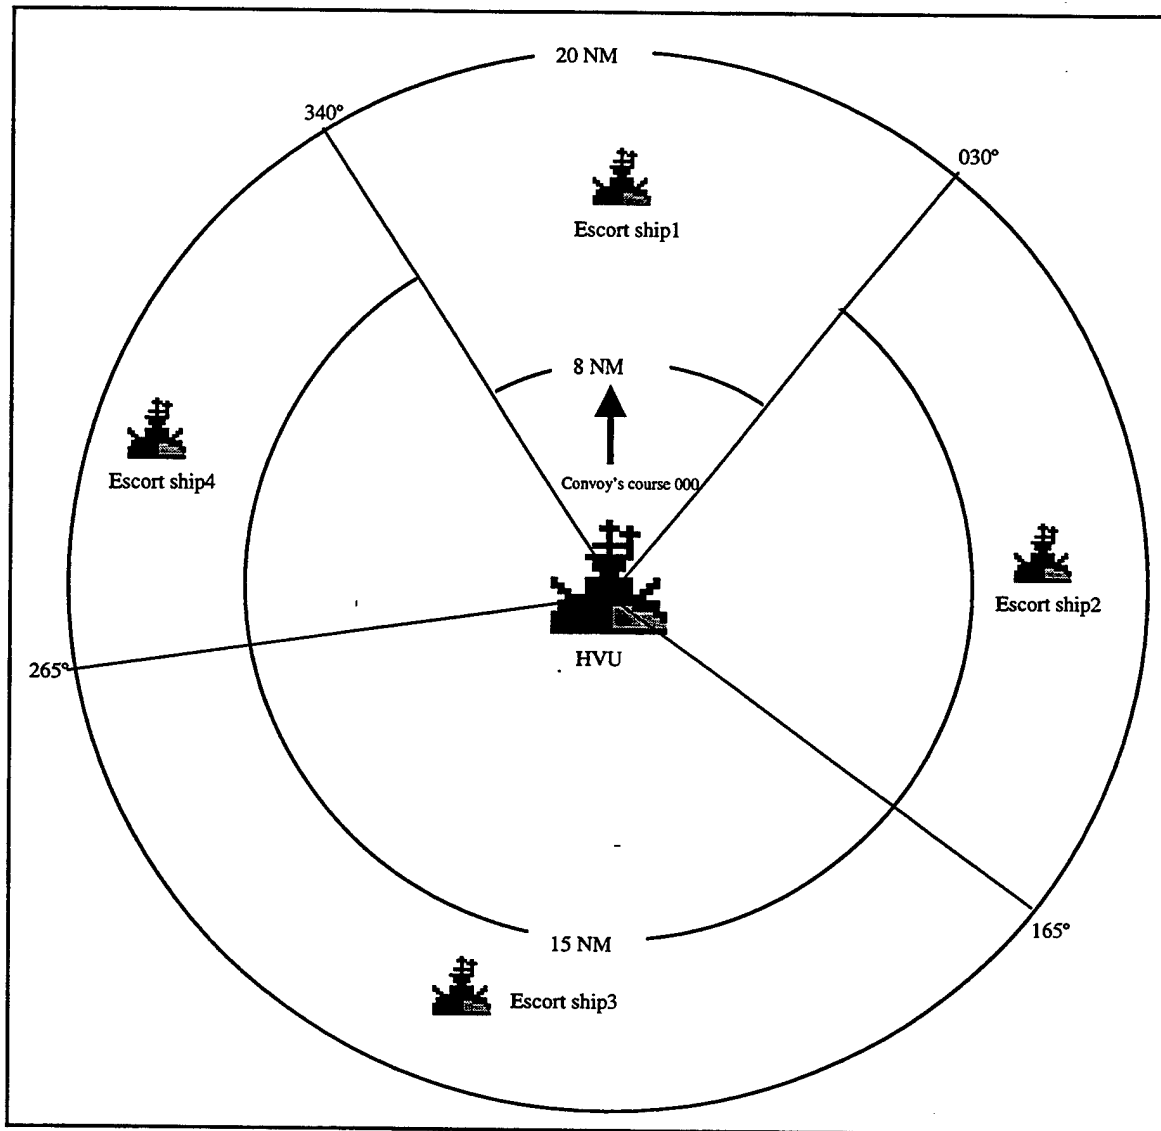 20 NM
340°
030°
Escort ship1
8 NM
Convoy's course 000
Escort ship4
Escort ship2
HVU
265°
165°
15 NM
Escort ship3